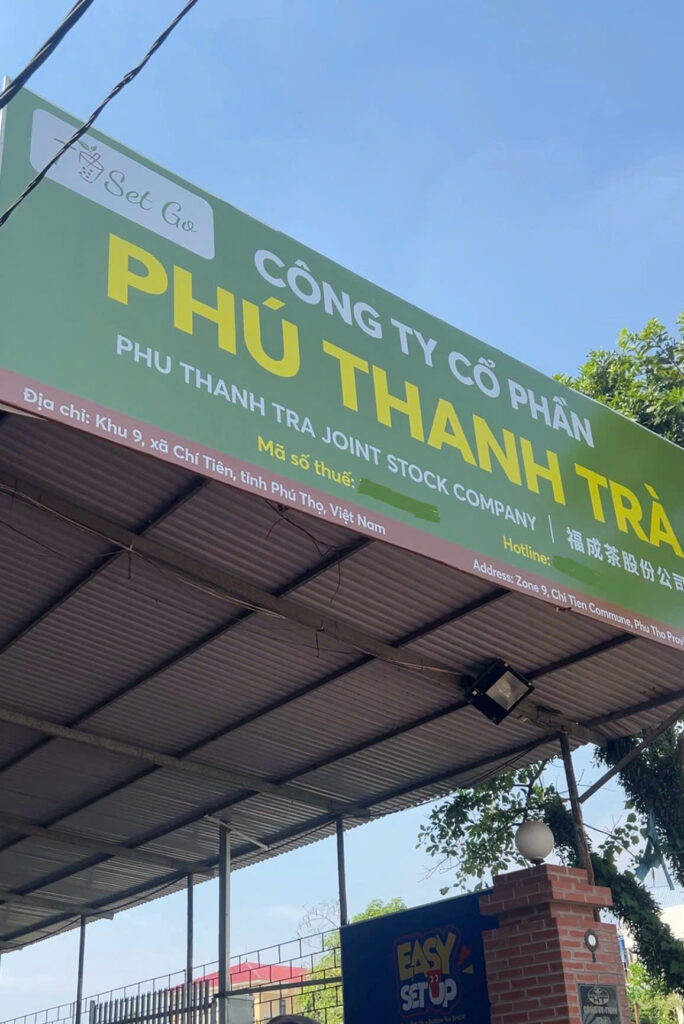 Set Go
CÔNG TY CỔ PHẦN
PHÚ THANH TRÀ
PHU THANH TRA JOINT STOCK COMPANY | 福成茶股份公司
Mã số thuế:
Hotline:
Địa chỉ: Khu 9, xã Chí Tiên, tỉnh Phú Thọ, Việt Nam
Address: Zone 9, Chi Tien Commune, Phu Tho
EASY
SET UP